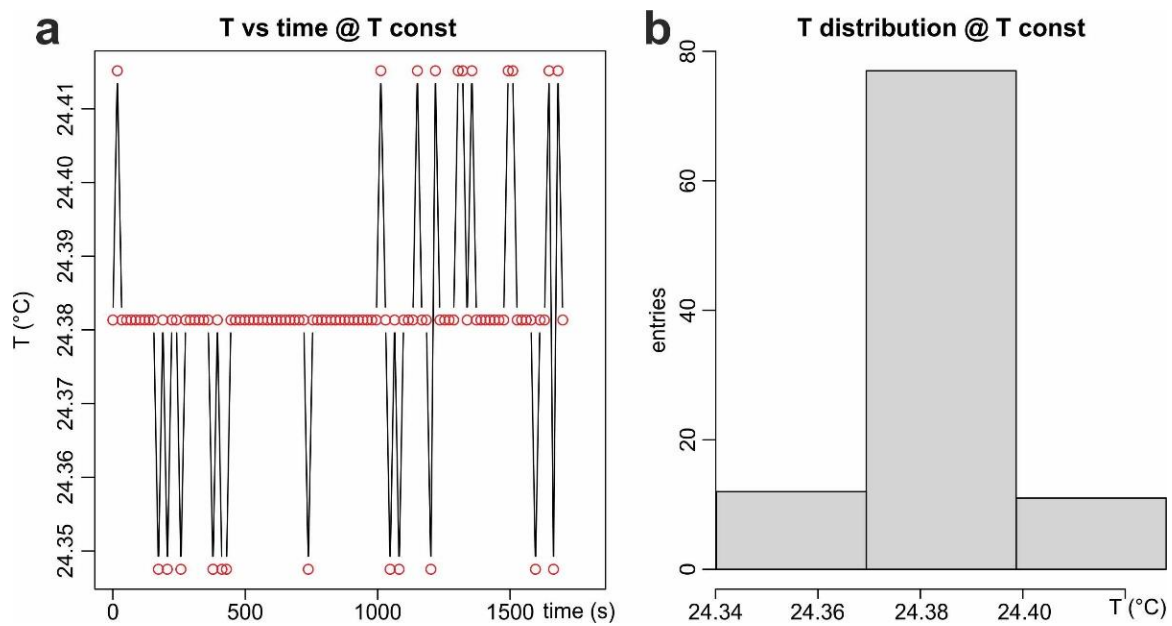 a
T vs time @ T const
T (°C)
24.41
24.40
24.39
24.38
24.37
24.36
24.35
0
500
1000
1500
time (s)
b
T distribution @ T const
entries
80
60
40
20
0
24.34
24.36
24.38
24.40
T (°C)